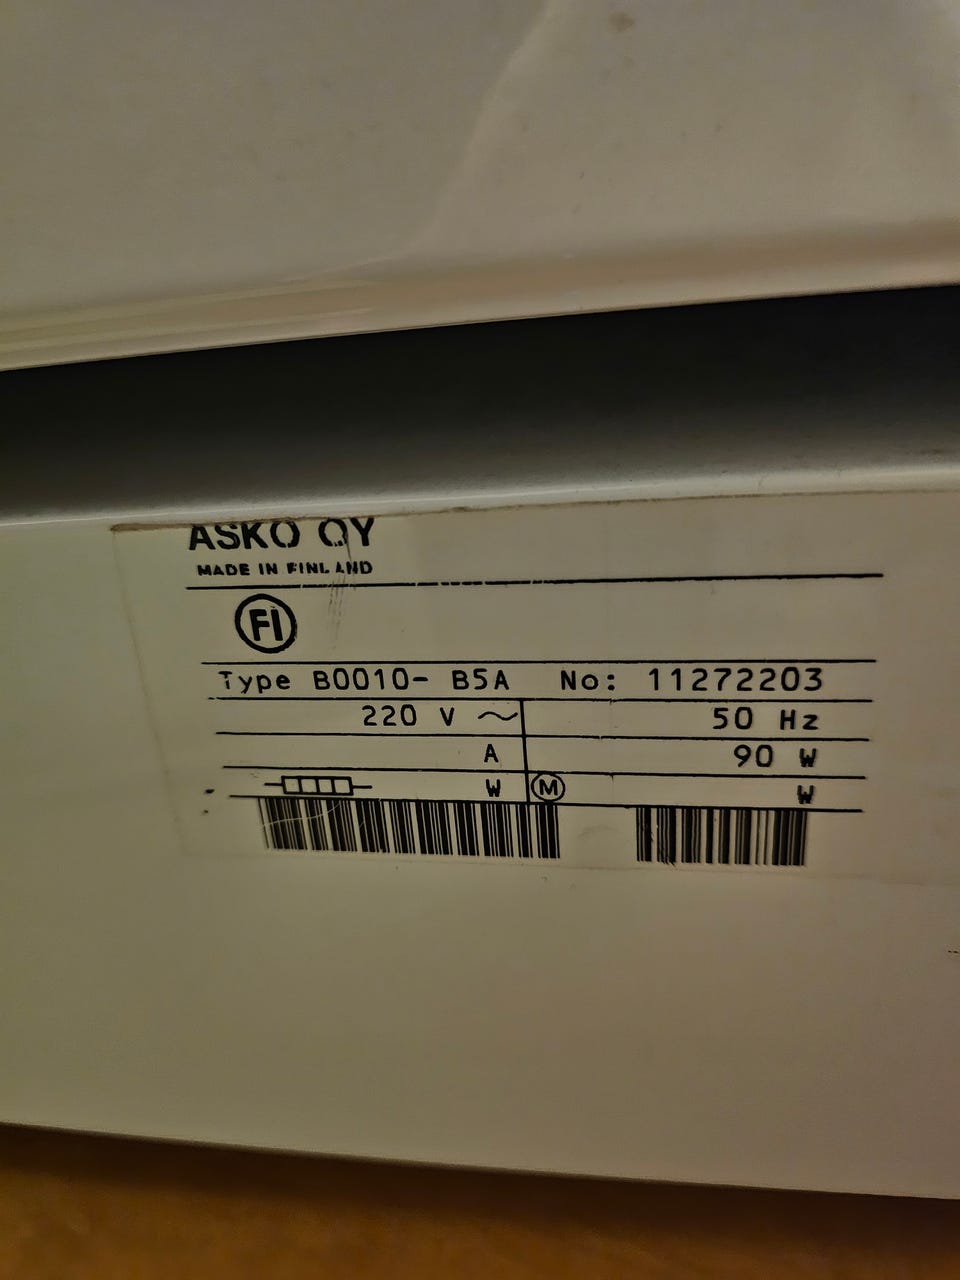 ASKO OY
MADE IN FINLAND
FI
Type B0010- B5A No: 11272203
220 V ~ 50 Hz
A 90 W
W M W